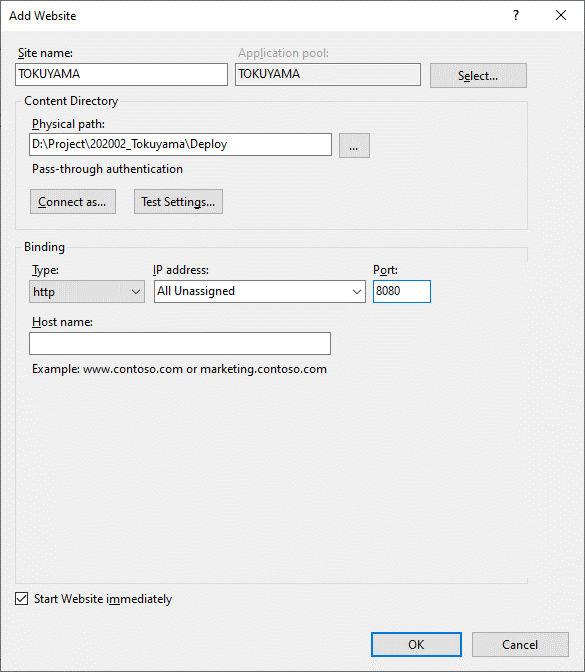 Add Website
?
Site name:
Application pool:
TOKUYAMA
TOKUYAMA
Select...
Content Directory
Physical path:
D:\Project\202002_Tokuyama\Deploy
...
Pass-through authentication
Connect as...
Test Settings...
Binding
Type:
IP address:
Port:
http
All Unassigned
8080
Host name:
Example: www.contoso.com or marketing.contoso.com
Start Website immediately
OK
Cancel